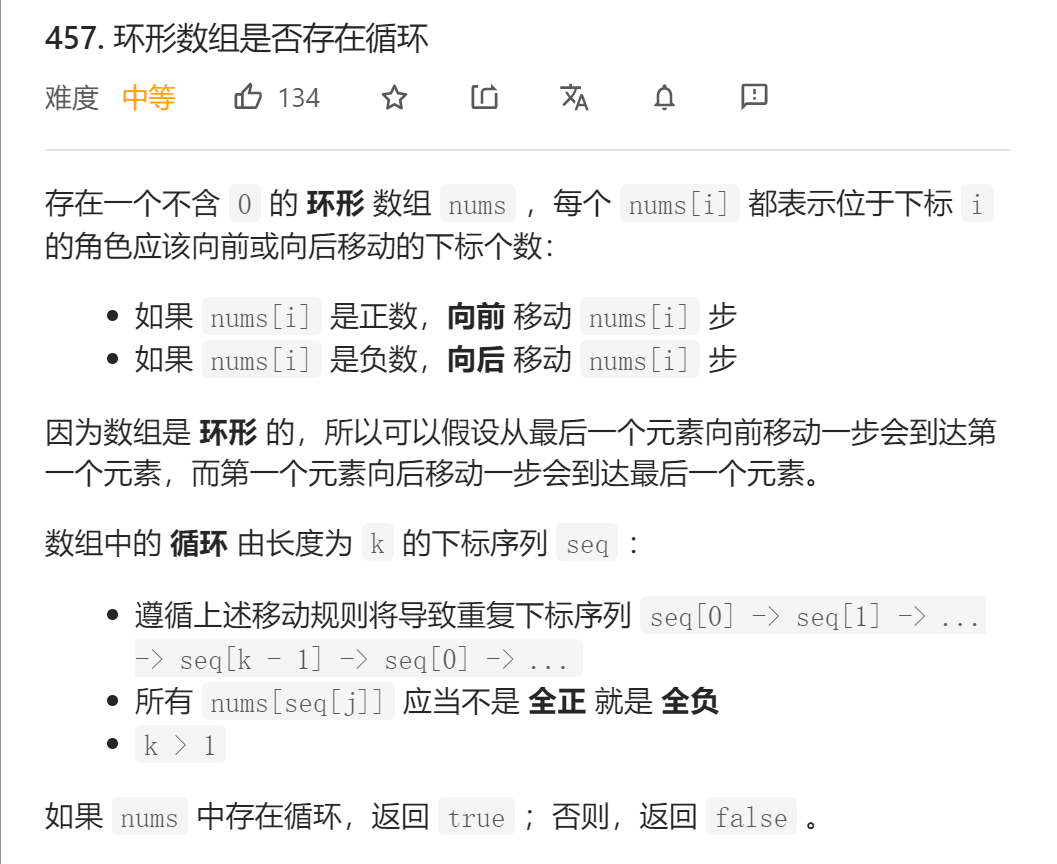 457. 环形数组是否存在循环
难度 中等 134
存在一个不含 0 的 环形 数组 nums ，每个 nums[i] 都表示位于下标 i
的角色应该向前或向后移动的下标个数：
• 如果 nums[i] 是正数，向前 移动 nums[i] 步
• 如果 nums[i] 是负数，向后 移动 nums[i] 步
因为数组是 环形 的，所以可以假设从最后一个元素向前移动一步会到达第
一个元素，而第一个元素向后移动一步会到达最后一个元素。
数组中的 循环 由长度为 k 的下标序列 seq ：
• 遵循上述移动规则将导致重复下标序列 seq[0] -> seq[1] -> ...
-> seq[k - 1] -> seq[0] -> ...
• 所有 nums[seq[j]] 应当不是 全正 就是 全负
• k > 1
如果 nums 中存在循环，返回 true ；否则，返回 false 。